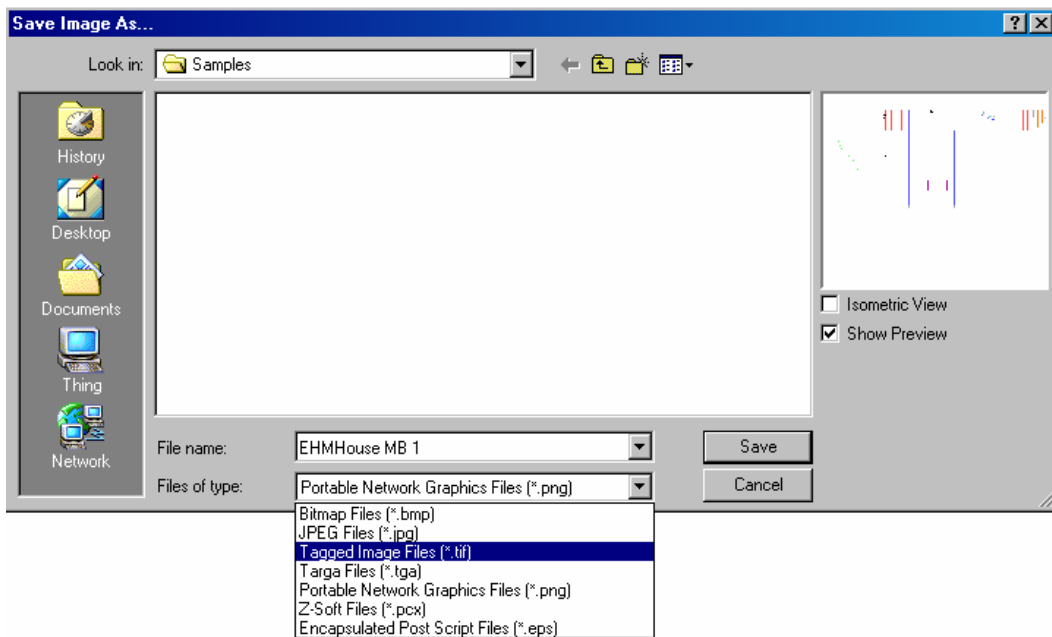 Save Image As...
Look in: Samples
History
Desktop
Documents
Thing
Network
Isometric View
Show Preview
File name: EHMHouse MB 1 Save
Files of type: Portable Network Graphics Files (*.png) Cancel
Bitmap Files (*.bmp)
JPEG Files (*.jpg)
Tagged Image Files (*.tif)
Targa Files (*.tga)
Portable Network Graphics Files (*.png)
Z-Soft Files (*.pcx)
Encapsulated Post Script Files (*.eps)